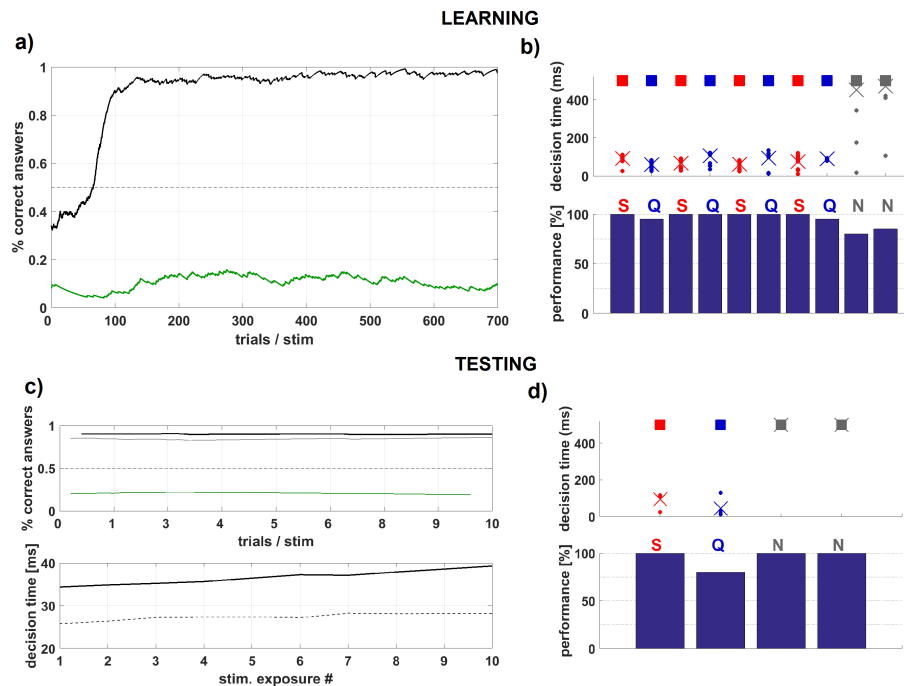 LEARNING
a)
% correct answers
1
0.8
0.6
0.4
0.2
0
0 100 200 300 400 500 600 700
trials / stim
b)
decision time (ms)
400
200
0
S Q S Q S Q S Q N N
performance [%]
100
50
0
TESTING
c)
% correct answers
1
0.5
0
0 1 3 3 4 5 6 7 8 9 10
trials / stim
decision time [ms]
40
30
20
1 2 3 4 5 6 7 8 9 10
stim. exposure #
d)
decision time (ms)
400
200
0
S Q N N
performance [%]
100
50
0